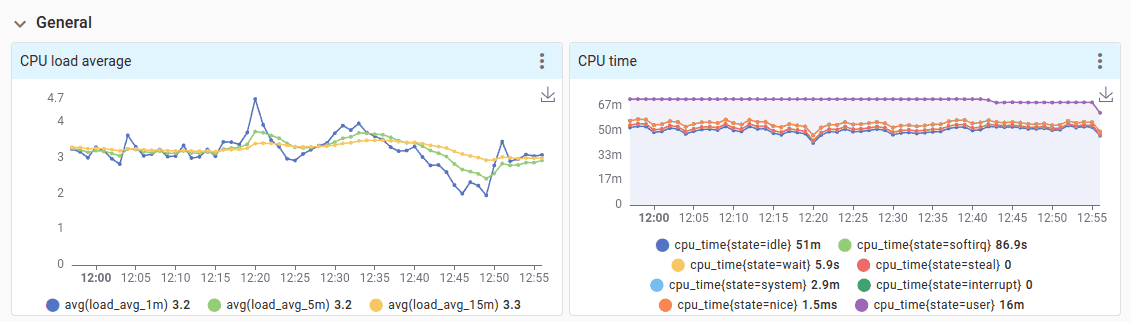 General
CPU load average
4.7
4
3
2
1
0
12:00 12:05 12:10 12:15 12:20 12:25 12:30 12:35 12:40 12:45 12:50 12:55
avg(load_avg_1m) 3.2 avg(load_avg_5m) 3.2 avg(load_avg_15m) 3.3
CPU time
67m
50m
33m
17m
0
12:00 12:05 12:10 12:15 12:20 12:25 12:30 12:35 12:40 12:45 12:50 12:55
cpu_time{state=idle} 51m cpu_time{state=softirq} 86.9s
cpu_time{state=wait} 5.9s cpu_time{state=steal} 0
cpu_time{state=system} 2.9m cpu_time{state=interrupt} 0
cpu_time{state=nice} 1.5ms cpu_time{state=user} 16m